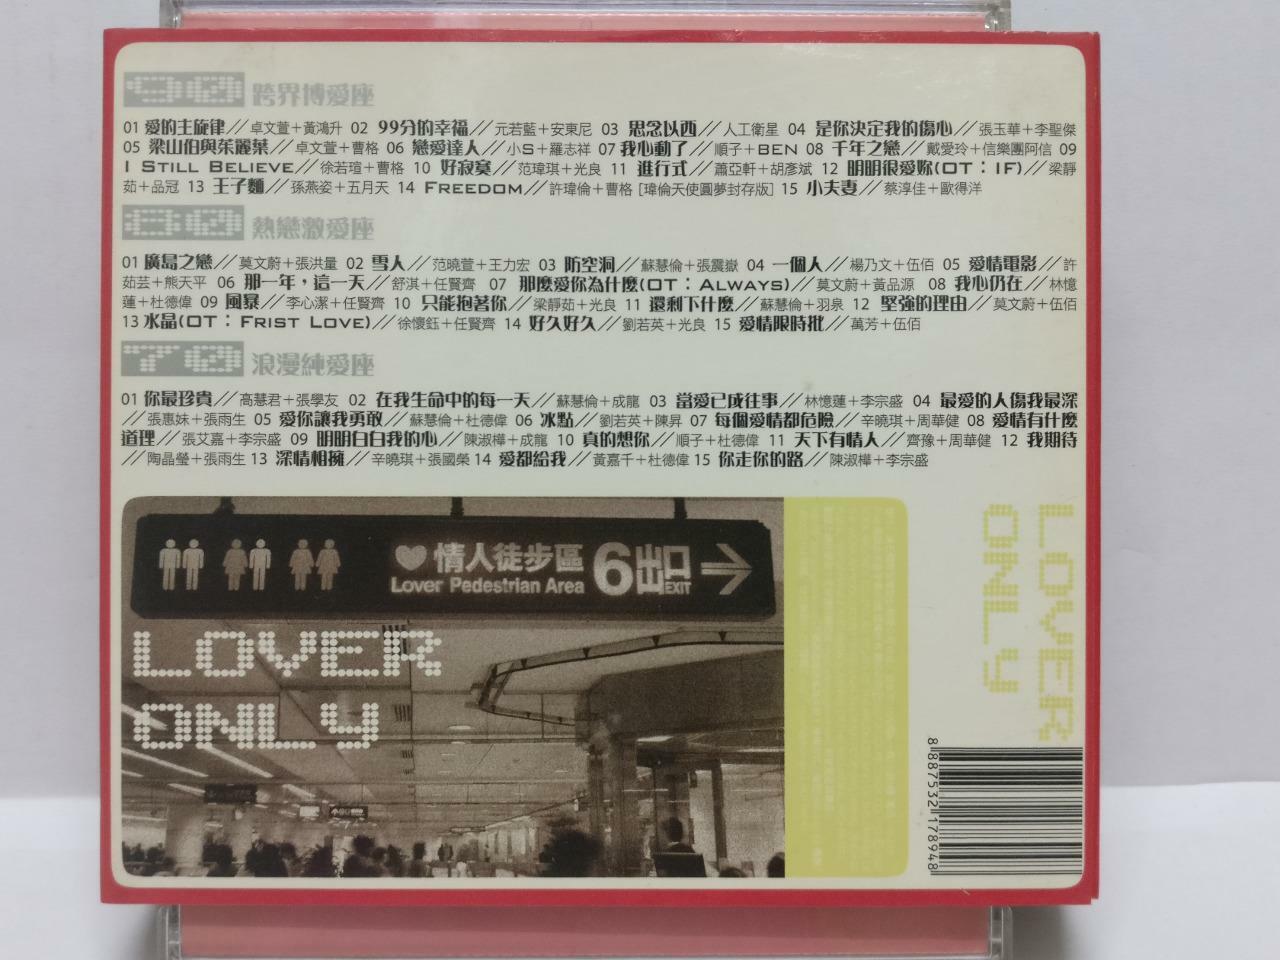 90 跨界博愛座
01 愛的主旋律//卓文萱+黃鴻升 02 99分的幸福//元若藍+安東尼 03 思念以西//人工衛星 04 是你決定我的傷心//張玉華+李聖傑
05 梁山伯與茱麗葉//卓文萱+曹格 06 戀愛達人//小S+羅志祥 07 我心動了//順子+BEN 08 千年之戀//戴愛玲+信樂團阿信 09
I STILL BELIEVE//徐若瑄+曹格 10 好寂寞//范瑋琪+光良 11 進行式//蕭亞軒+胡彥斌 12 明明很愛妳(OT：IF)//梁靜
茹+品冠 13 王子麵//孫燕姿+五月天 14 FREEDOM//許瑋倫+曹格 [瑋倫天使圓夢封存版] 15 小夫妻//蔡淳佳+歐得洋
80 熱戀激愛座
01 廣島之戀//莫文蔚+張洪量 02 雪人//范曉萱+王力宏 03 防空洞//蘇慧倫+張震嶽 04 一個人//楊乃文+伍佰 05 愛情電影//許
茹芸+熊天平 06 那一年，這一天//舒淇+任賢齊 07 那麼愛你為什麼(OT：ALWAYS)//莫文蔚+黃品源 08 我心仍在//林憶
蓮+杜德偉 09 風暴//李心潔+任賢齊 10 只能抱著你//梁靜茹+光良 11 還剩下什麼//蘇慧倫+羽泉 12 堅強的理由//莫文蔚+伍佰
13 水晶(OT：FRIST LOVE)//徐懷鈺+任賢齊 14 好久好久//劉若英+光良 15 愛情限時批//萬芳+伍佰
70 浪漫純愛座
01 你最珍貴//高慧君+張學友 02 在我生命中的每一天//蘇慧倫+成龍 03 當愛已成往事//林憶蓮+李宗盛 04 最愛的人傷我最深
//張惠妹+張雨生 05 愛你讓我勇敢//蘇慧倫+杜德偉 06 冰點//劉若英+陳昇 07 每個愛情都危險//辛曉琪+周華健 08 愛情有什麼
道理//張艾嘉+李宗盛 09 明明白白我的心//陳淑樺+成龍 10 真的想你//順子+杜德偉 11 天下有情人//齊豫+周華健 12 我期待
//陶晶瑩+張雨生 13 深情相擁//辛曉琪+張國榮 14 愛都給我//黃嘉千+杜德偉 15 你走你的路//陳淑樺+李宗盛
情人徒步區 6 出口
Lover Pedestrian Area EXIT
LOVER
ONLY
LOVER
ONLY
8887532178948